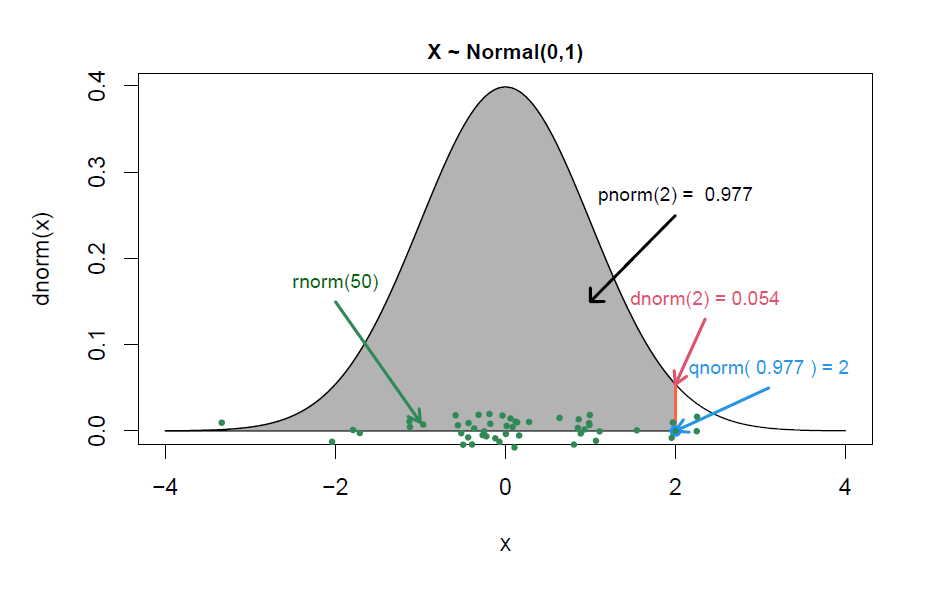 X ~ Normal(0,1)
0.4
0.3
0.2
0.1
0.0
dnorm(x)
pnorm(2) =  0.977
rnorm(50)
dnorm(2) = 0.054
qnorm( 0.977 ) = 2
−4
−2
0
2
4
X